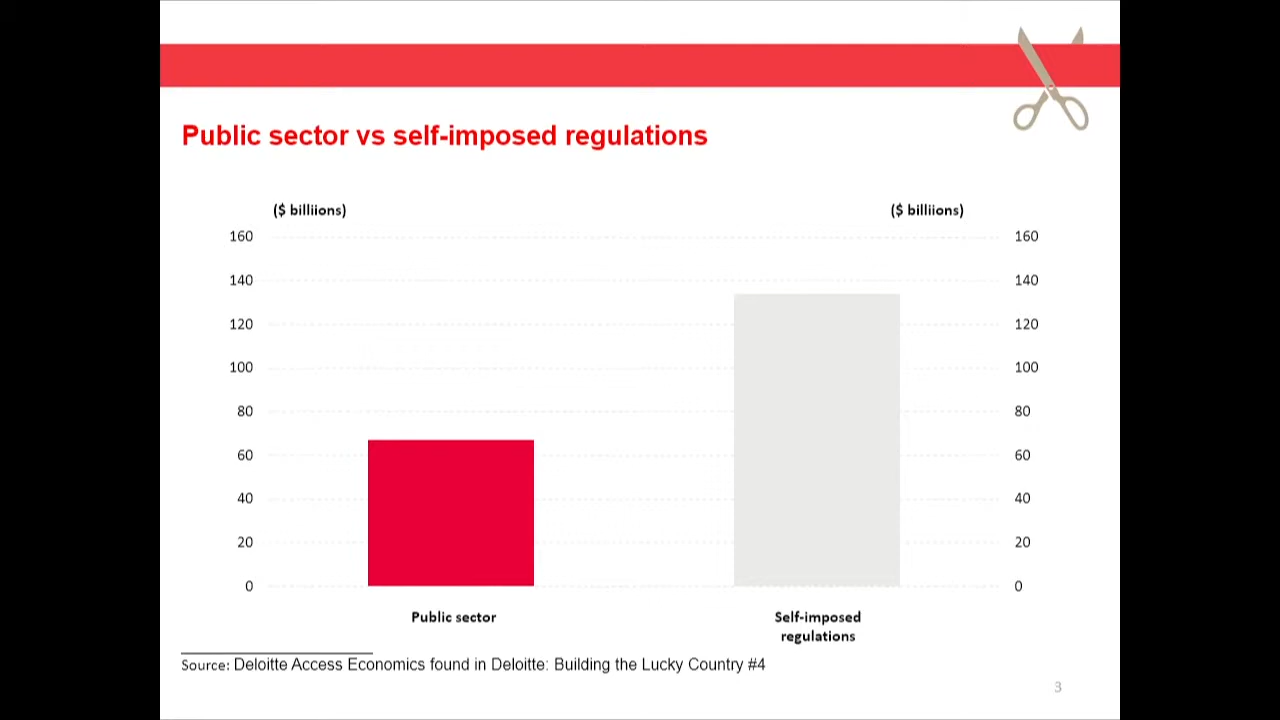 Public sector vs self-imposed regulations
($ billiions) ($ billiions)
160 160
140 140
120 120
100 100
80 80
60 60
40 40
20 20
0 0
Public sector Self-imposed
regulations
Source: Deloitte Access Economics found in Deloitte: Building the Lucky Country #4
3